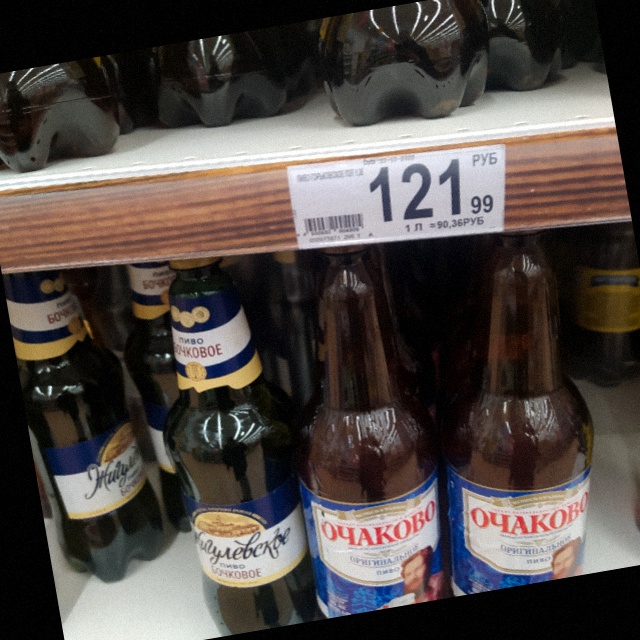 РУБ
121 99
1 Л =90,36РУБ
БОЧКОВОЕ
ПИВО
БОЧКОВОЕ
Жигулевское
ПИВО
БОЧКОВОЕ
ОЧАКОВО
ОРИГИНАЛЬНОЕ
ПИВО
ОЧАКОВО
ОРИГИНАЛЬНОЕ
ПИВО